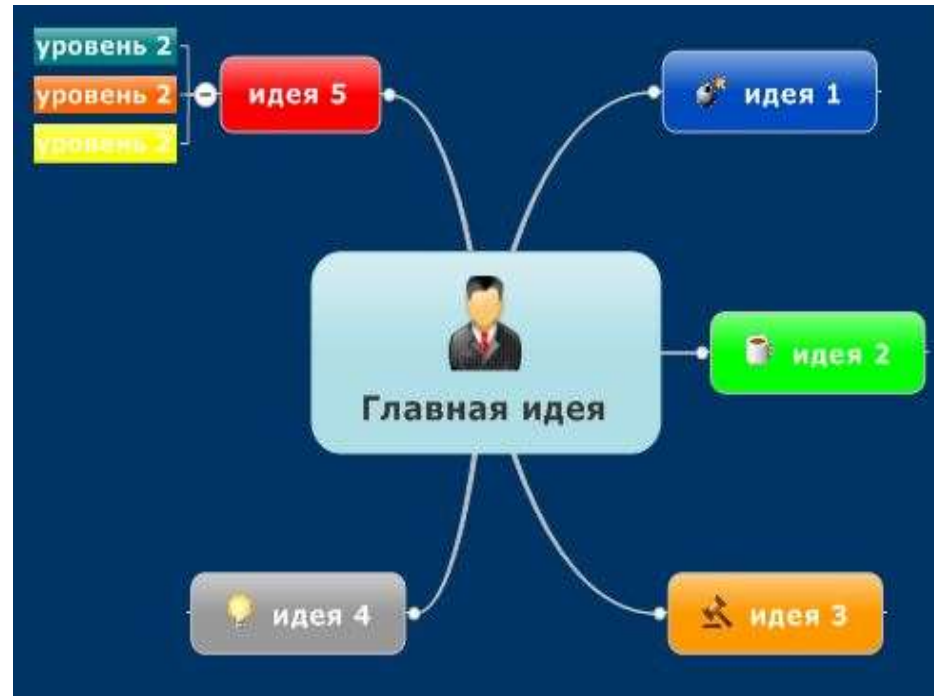 уровень 2
уровень 2
уровень 2
идея 5
идея 1
идея 2
Главная идея
идея 4
идея 3